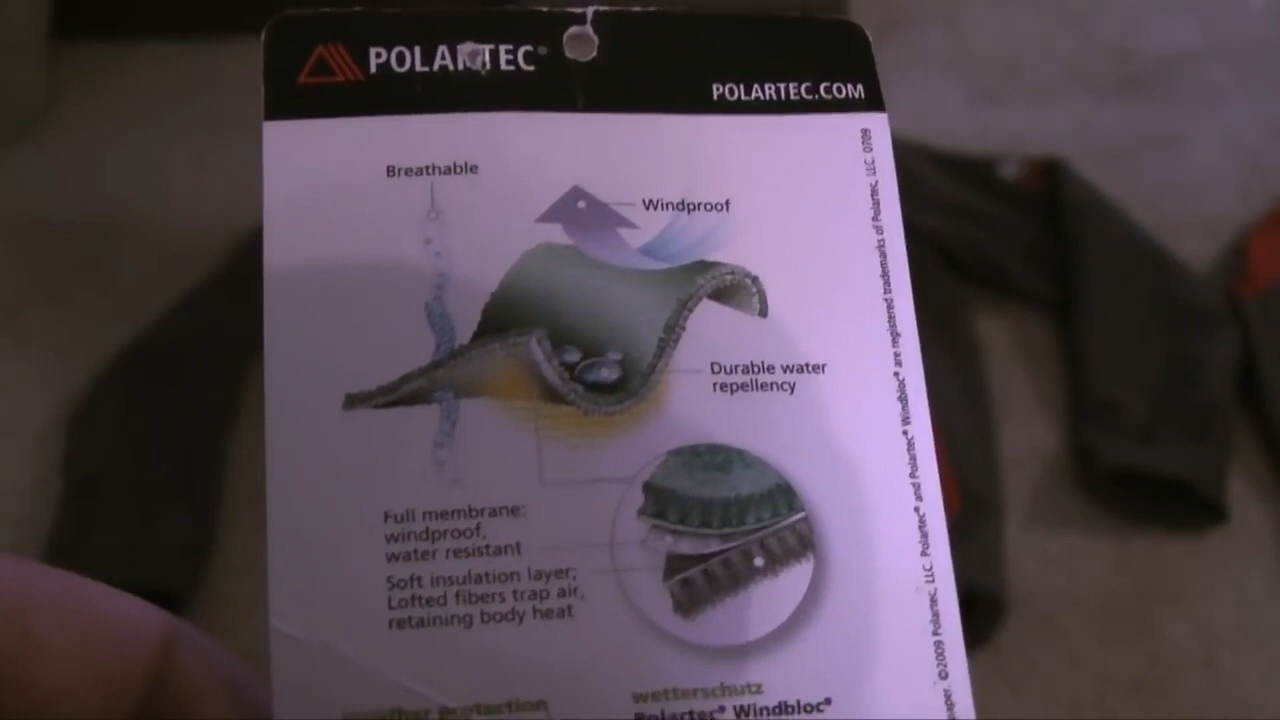 POLARTEC®
POLARTEC.COM
Breathable
Windproof
Durable water
repellency
Full membrane:
windproof,
water resistant
Soft insulation layer;
Lofted fibers trap air,
retaining body heat
weather protection
wetterschutz
Polartec® Windbloc®
©2009 Polartec, LLC. Polartec® and Polartec® Windbloc® are registered trademarks of Polartec, LLC. 0709